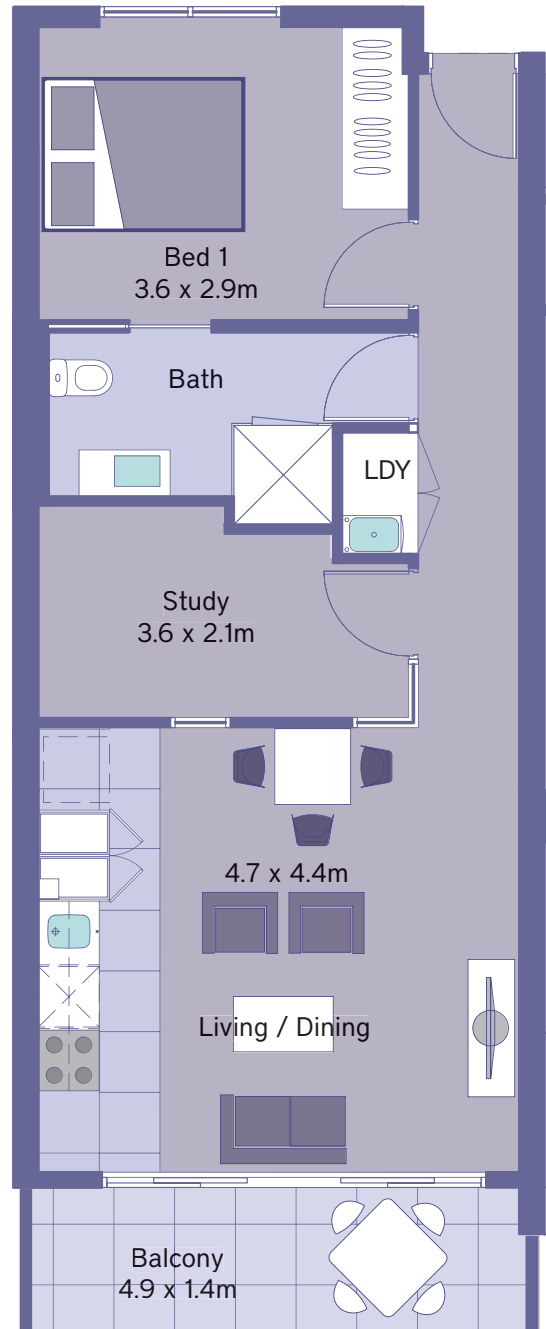 Bed 1
3.6 x 2.9m
Bath
LDY
Study
3.6 x 2.1m
4.7 x 4.4m
Living / Dining
Balcony
4.9 x 1.4m